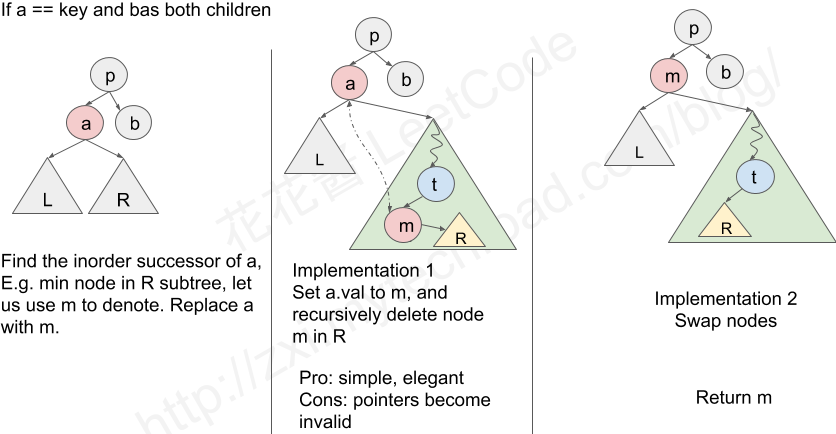 If a == key and bas both children
p
a
b
L
R
Find the inorder successor of a,
E.g. min node in R subtree, let
us use m to denote. Replace a
with m.
p
a
b
L
t
m
R
Implementation 1
Set a.val to m, and
recursively delete node
m in R
Pro: simple, elegant
Cons: pointers become
invalid
p
m
b
L
t
R
Implementation 2
Swap nodes
Return m
花花酱 LeetCode
http://zxi.mytechroad.com/blog/